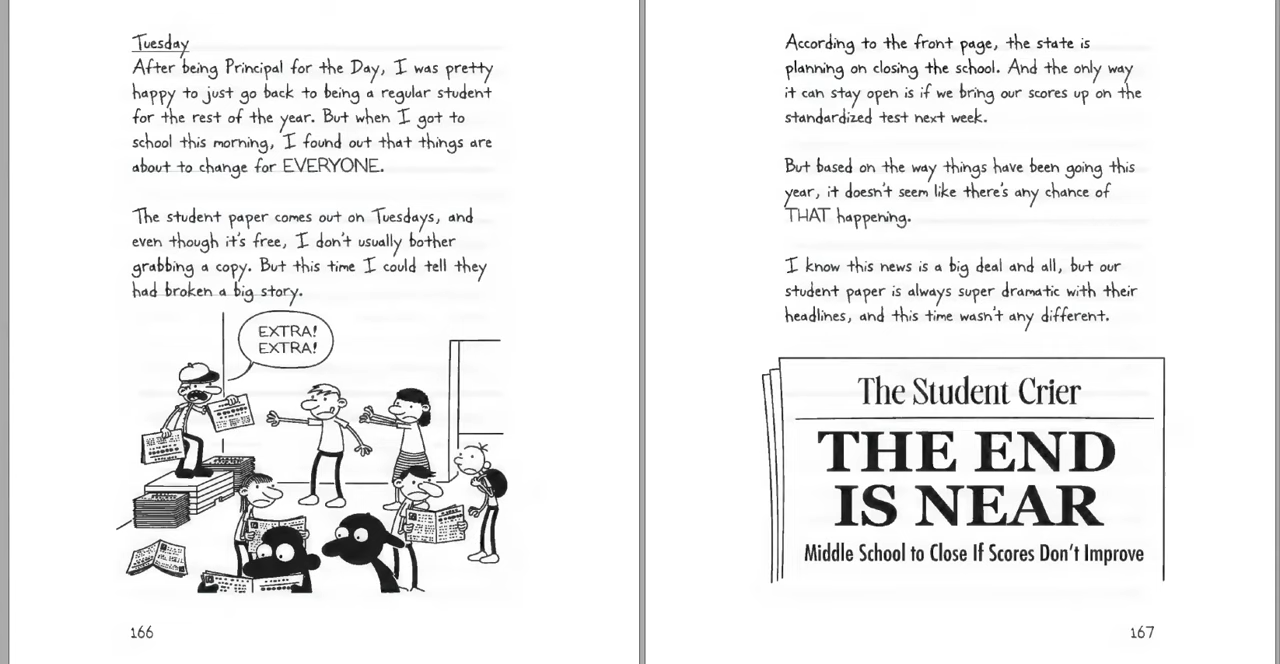 Tuesday
After being Principal for the Day, I was pretty
happy to just go back to being a regular student
for the rest of the year. But when I got to
school this morning, I found out that things are
about to change for EVERYONE.
The student paper comes out on Tuesdays, and
even though it's free, I don't usually bother
grabbing a copy. But this time I could tell they
had broken a big story.
EXTRA!
EXTRA!
166
According to the front page, the state is
planning on closing the school. And the only way
it can stay open is if we bring our scores up on the
standardized test next week.
But based on the way things have been going this
year, it doesn't seem like there's any chance of
THAT happening.
I know this news is a big deal and all, but our
student paper is always super dramatic with their
headlines, and this time wasn't any different.
The Student Crier
THE END
IS NEAR
Middle School to Close If Scores Don't Improve
167